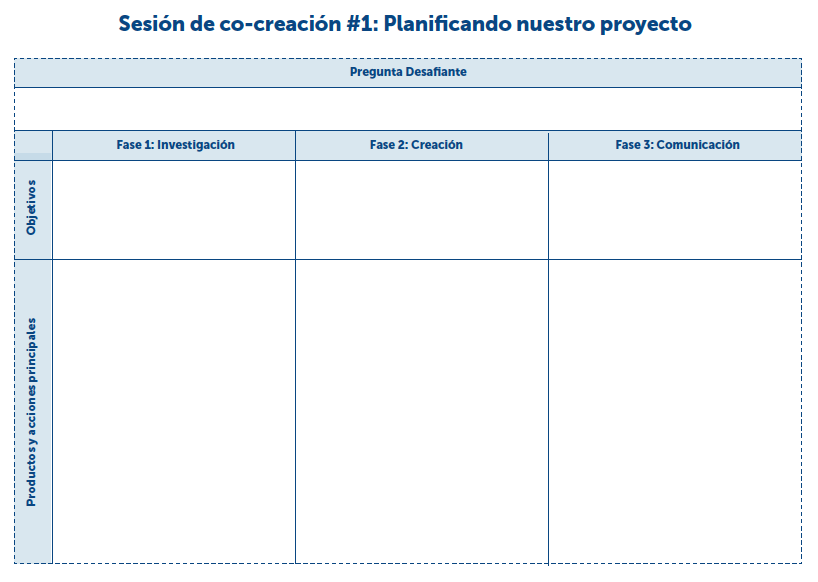 Sesión de co-creación #1: Planificando nuestro proyecto
Pregunta Desafiante
Fase 1: Investigación
Fase 2: Creación
Fase 3: Comunicación
Objetivos
Productos y acciones principales